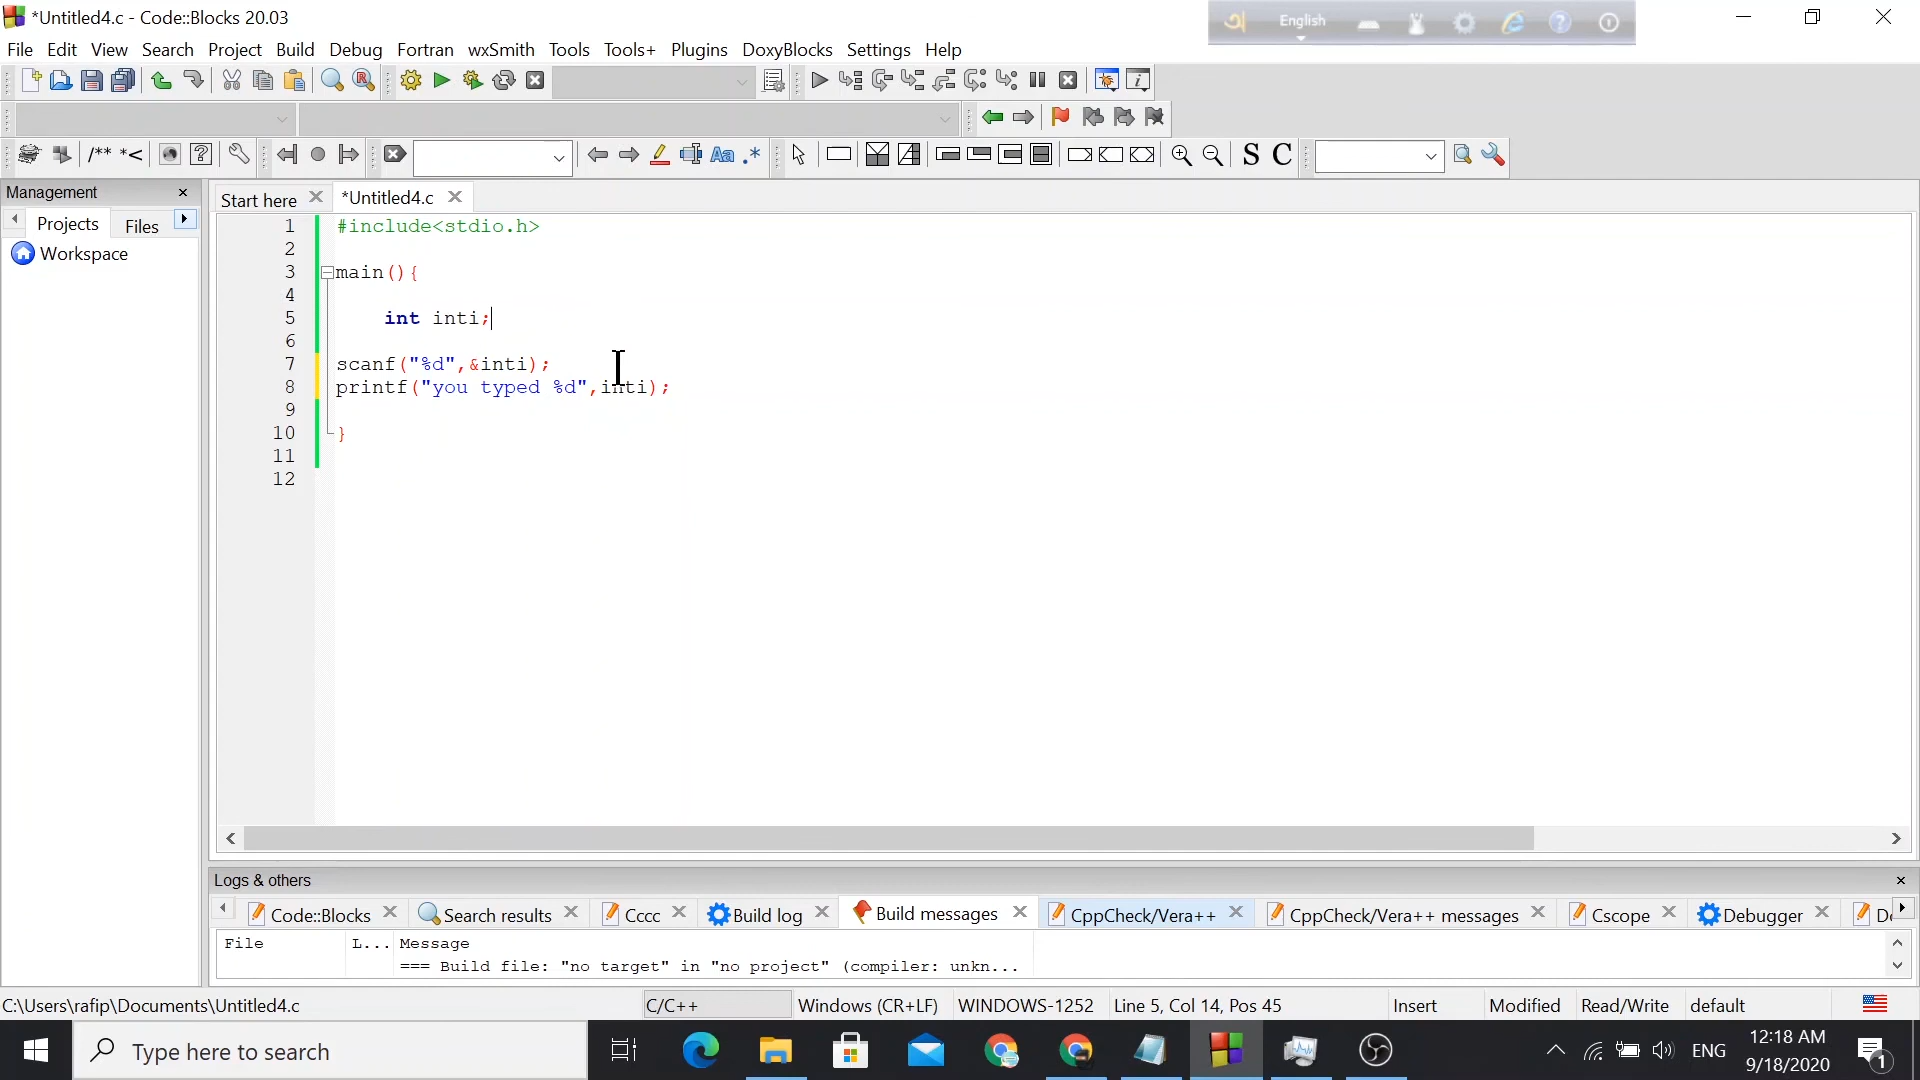 *Untitled4.c - Code::Blocks 20.03
English
File Edit View Search Project Build Debug Fortran wxSmith Tools Tools+ Plugins DoxyBlocks Settings Help
/** *<
Aa .* S C
Management
Start here *Untitled4.c
Projects Files
Workspace
1 #include<stdio.h>
2
3 main(){
4
5 int inti;
6
7 scanf("%d",&inti);
8 printf("you typed %d",inti);
9
10 }
11
12
Logs & others
Code::Blocks Search results Cccc Build log Build messages CppCheck/Vera++ CppCheck/Vera++ messages Cscope Debugger
File L... Message
=== Build file: "no target" in "no project" (compiler: unkn...
C:\Users\rafip\Documents\Untitled4.c C/C++ Windows (CR+LF) WINDOWS-1252 Line 5, Col 14, Pos 45 Insert Modified Read/Write default
Type here to search
ENG
12:18 AM
9/18/2020
1